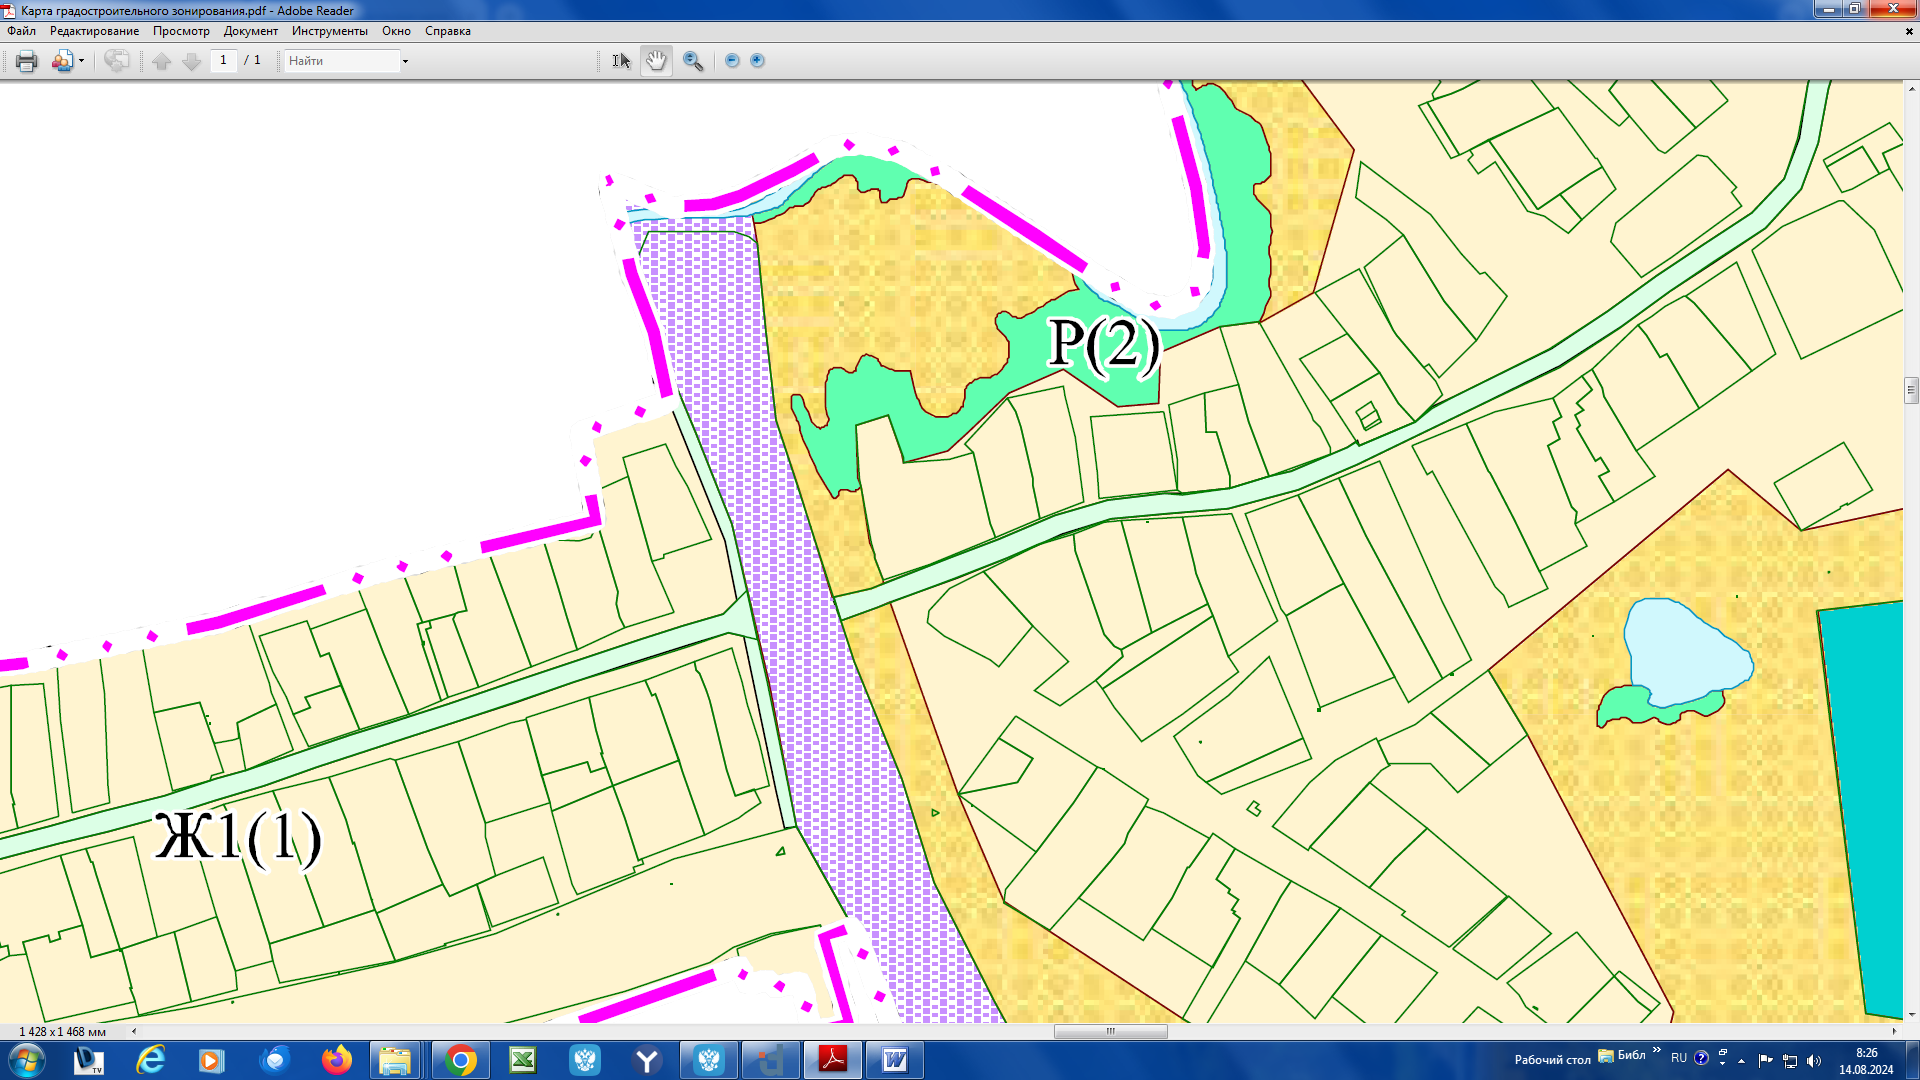 Карта градостроительного зонирования.pdf - Adobe Reader
Файл Редактирование Просмотр Документ Инструменты Окно Справка
1 / 1 Найти
Р(2)
Ж1(1)
1 428 x 1 468 мм
TV
Рабочий стол Библ » RU 8:26
14.08.2024